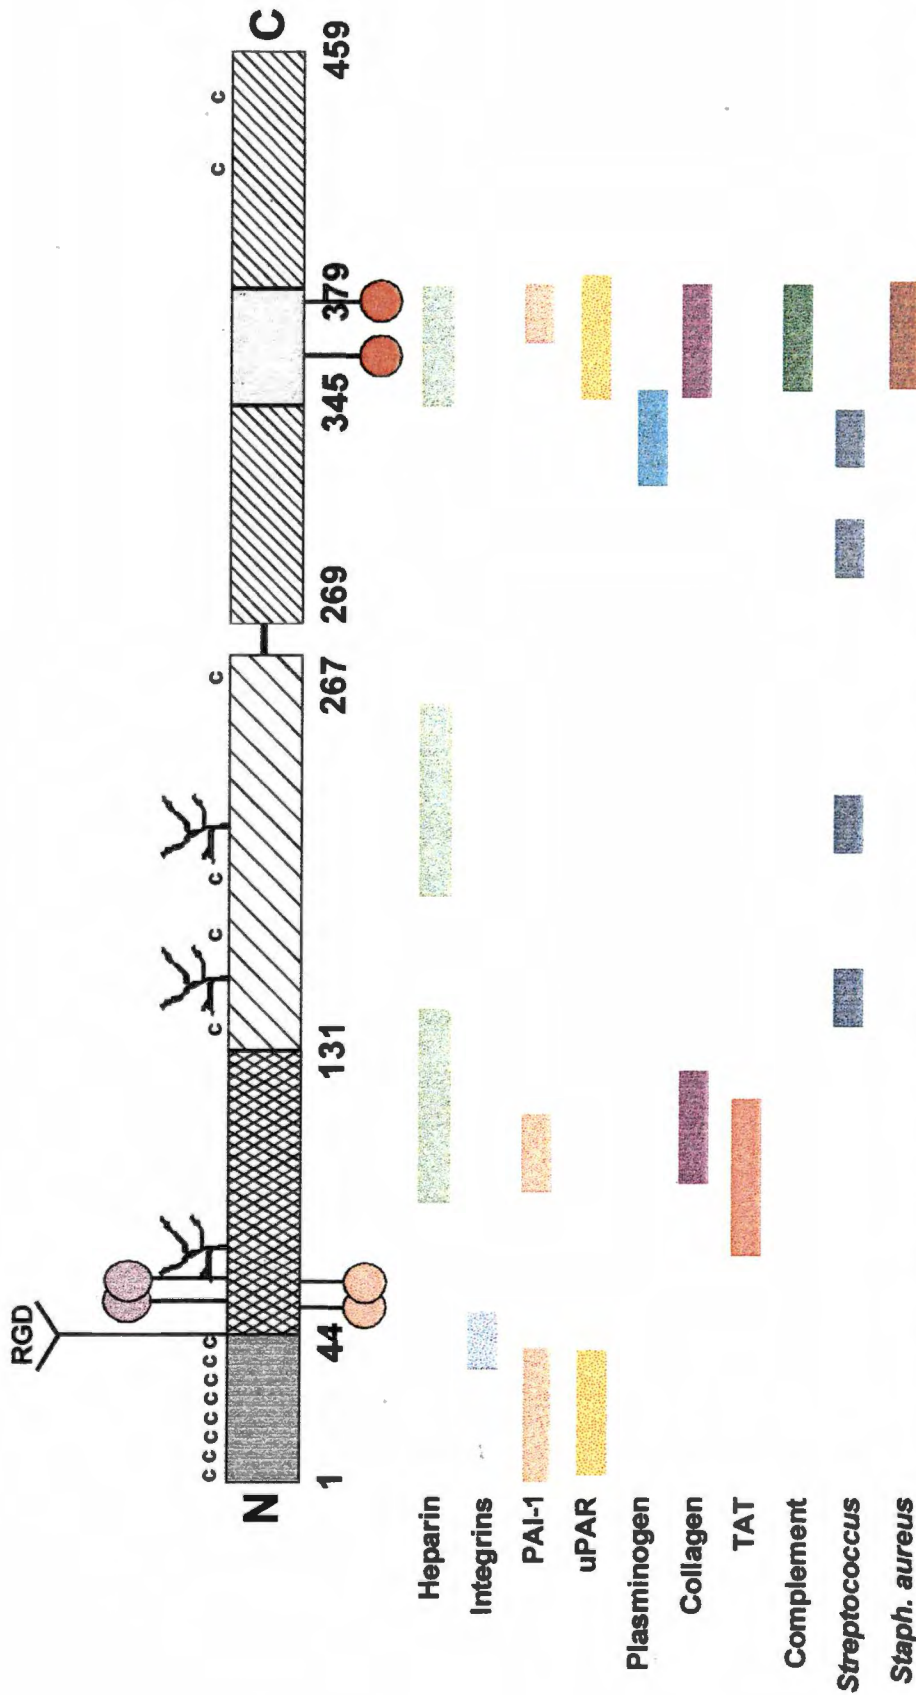 RGD
c c c c c c c c c c c c c c
N C
1 44 131 267 269 345 379 459
Heparin
Integrins
PAI-1
uPAR
Plasminogen
Collagen
TAT
Complement
Streptococcus
Staph. aureus